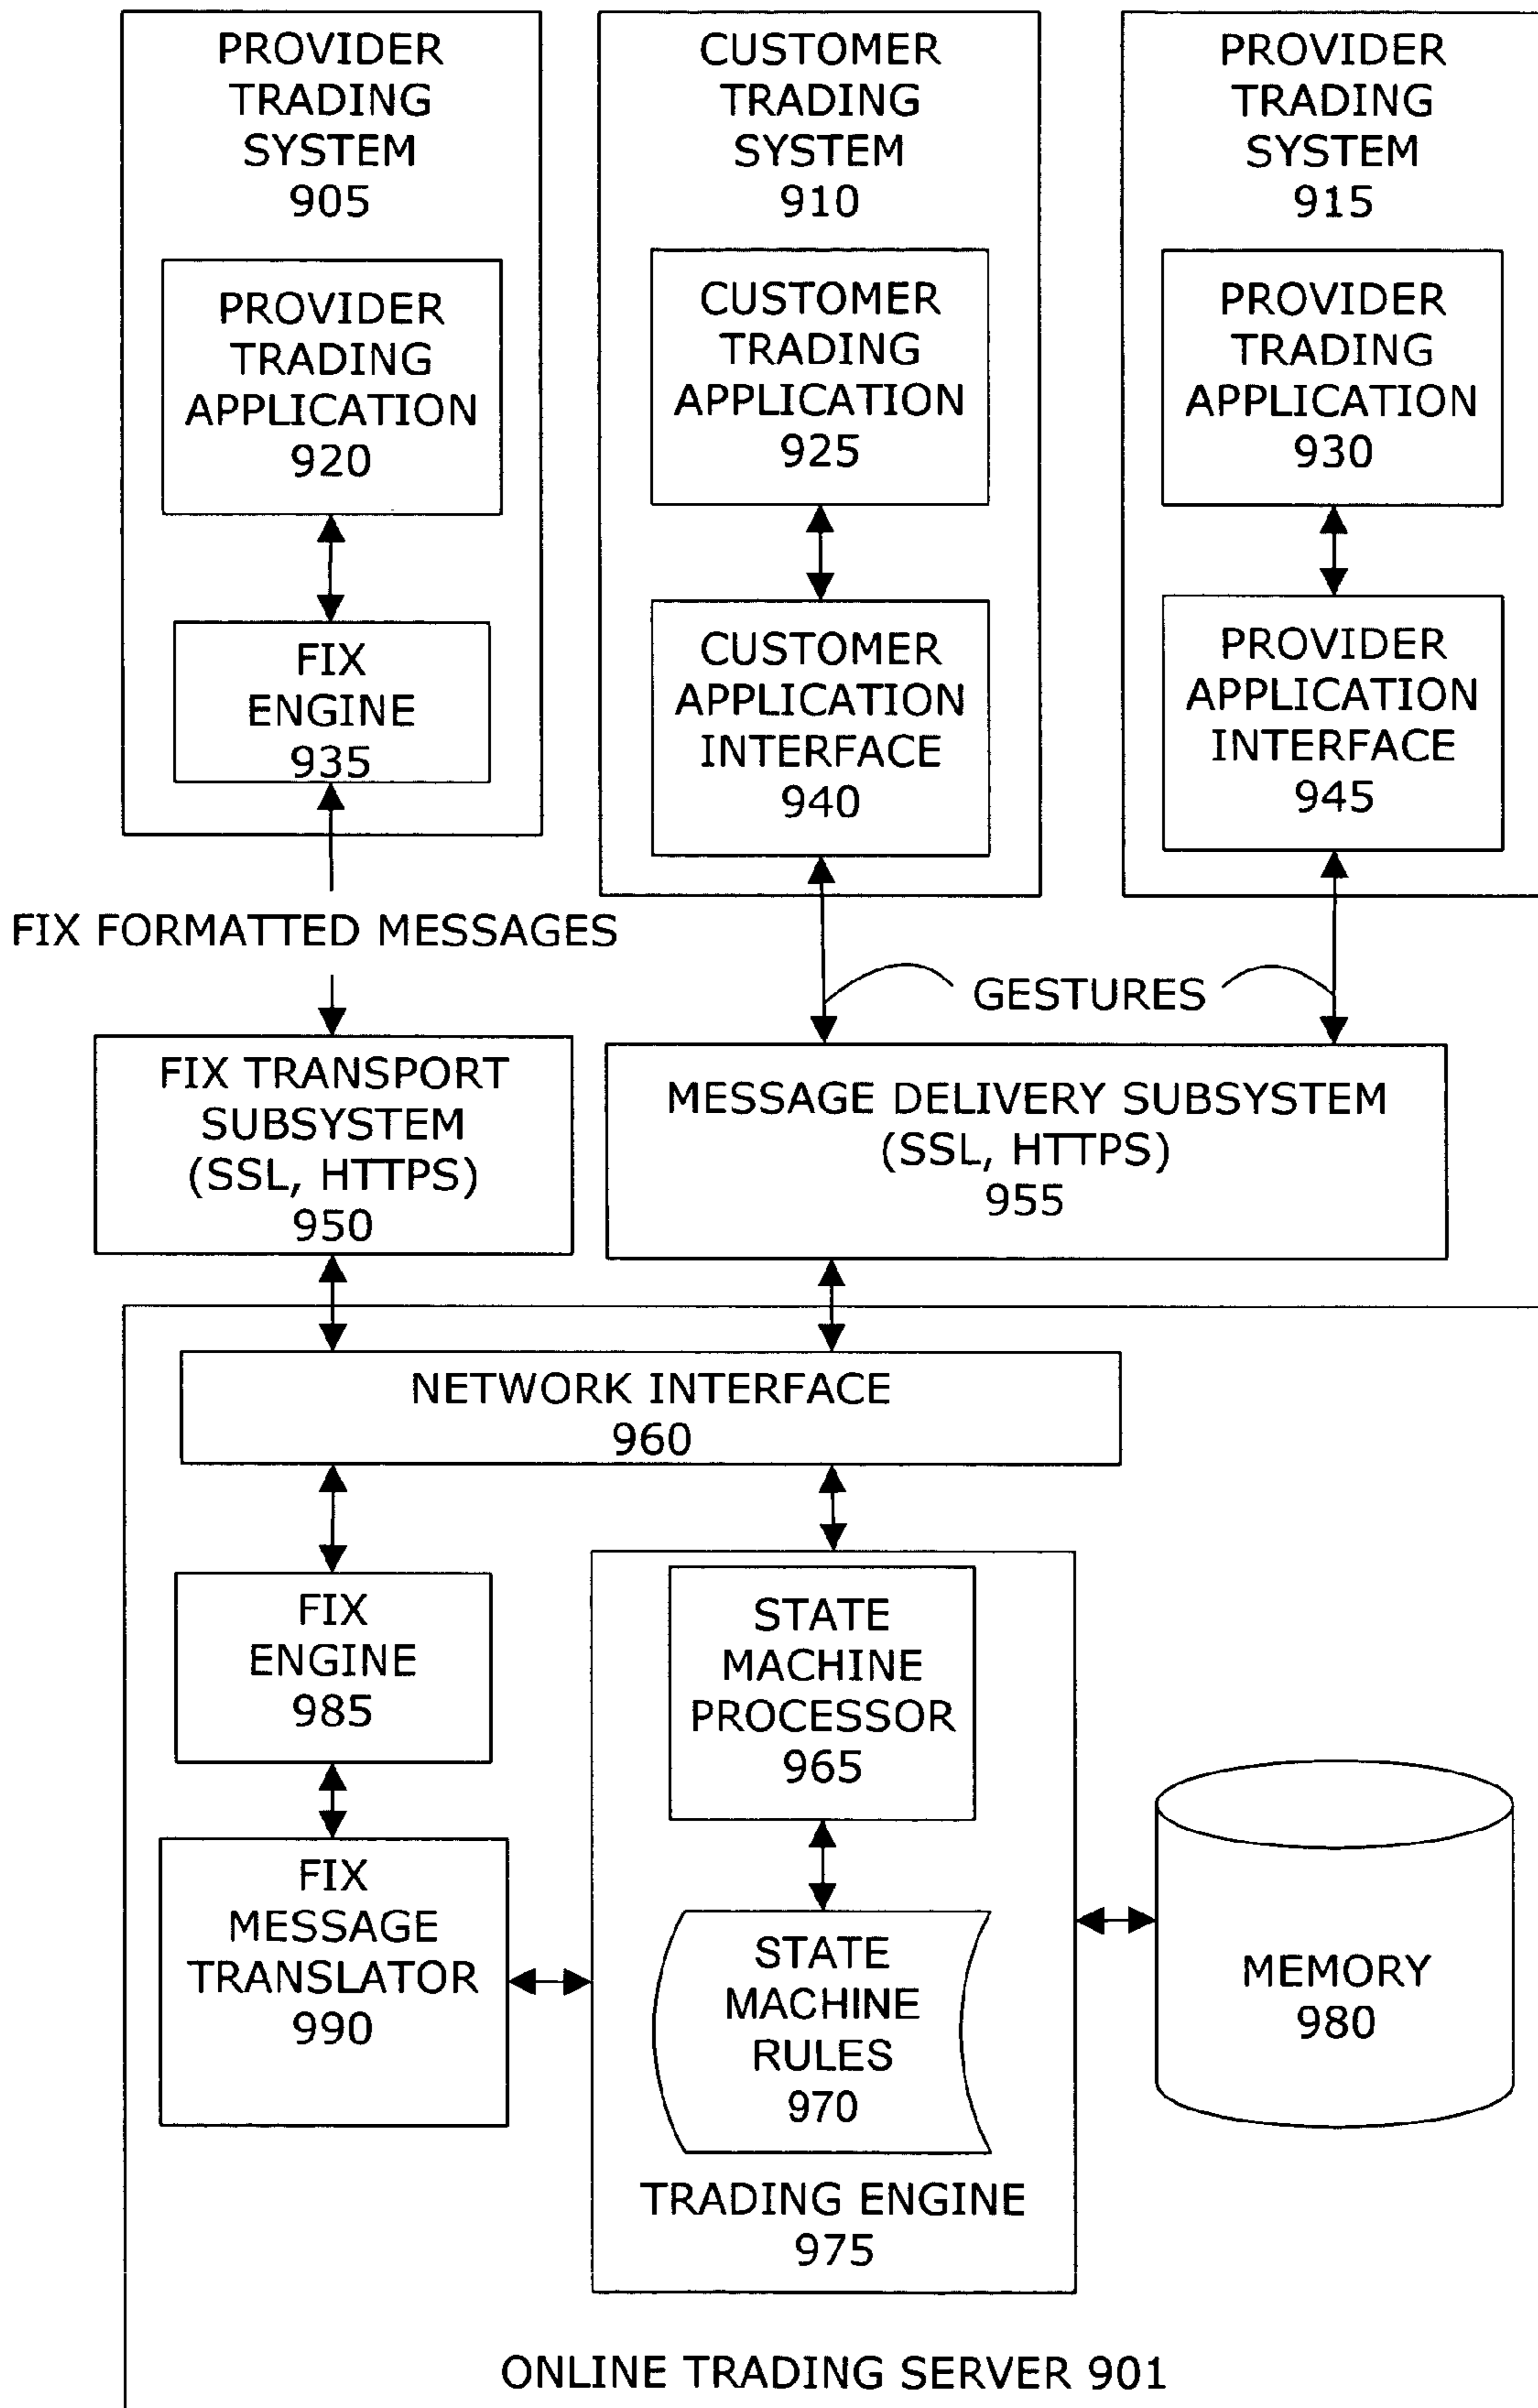 PROVIDER
TRADING
SYSTEM
905
PROVIDER
TRADING
APPLICATION
920
FIX
ENGINE
935
CUSTOMER
TRADING
SYSTEM
910
CUSTOMER
TRADING
APPLICATION
925
CUSTOMER
APPLICATION
INTERFACE
940
PROVIDER
TRADING
SYSTEM
915
PROVIDER
TRADING
APPLICATION
930
PROVIDER
APPLICATION
INTERFACE
945
FIX FORMATTED MESSAGES
GESTURES
FIX TRANSPORT
SUBSYSTEM
(SSL, HTTPS)
950
MESSAGE DELIVERY SUBSYSTEM
(SSL, HTTPS)
955
NETWORK INTERFACE
960
FIX
ENGINE
985
FIX
MESSAGE
TRANSLATOR
990
STATE
MACHINE
PROCESSOR
965
STATE
MACHINE
RULES
970
TRADING ENGINE
975
MEMORY
980
ONLINE TRADING SERVER 901